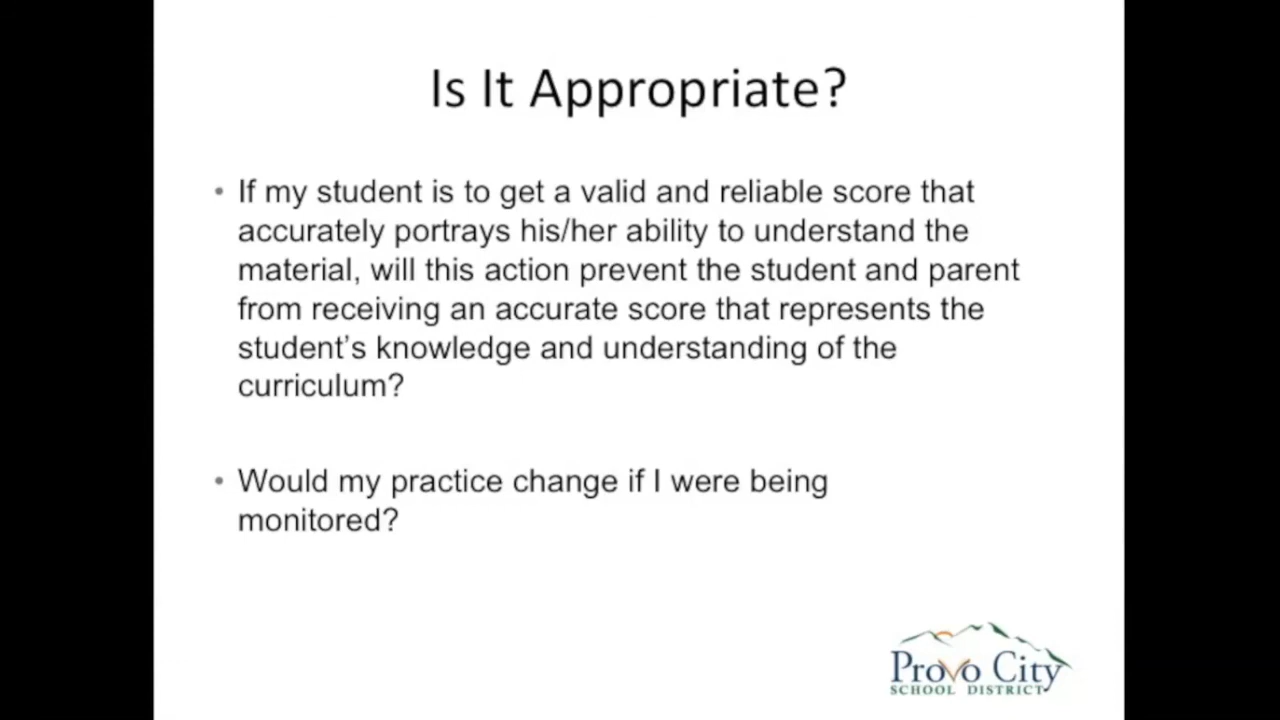 Is It Appropriate?
• If my student is to get a valid and reliable score that
accurately portrays his/her ability to understand the
material, will this action prevent the student and parent
from receiving an accurate score that represents the
student’s knowledge and understanding of the
curriculum?
• Would my practice change if I were being
monitored?
Provo City
SCHOOL DISTRICT